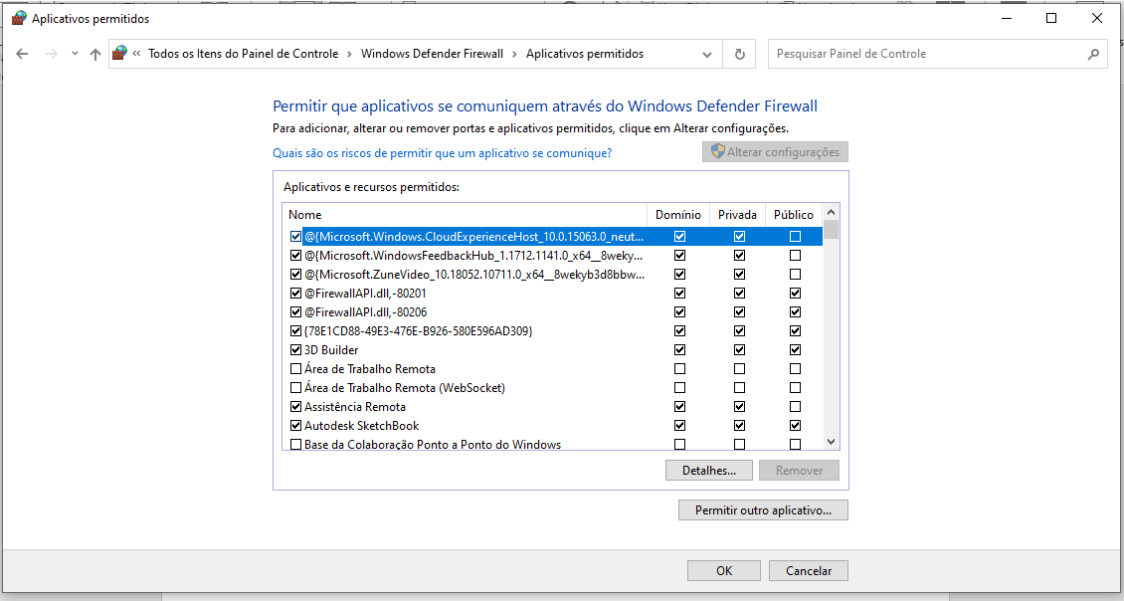 Aplicativos permitidos
« Todos os Itens do Painel de Controle > Windows Defender Firewall > Aplicativos permitidos
Pesquisar Painel de Controle
Permitir que aplicativos se comuniquem através do Windows Defender Firewall
Para adicionar, alterar ou remover portas e aplicativos permitidos, clique em Alterar configurações.
Quais são os riscos de permitir que um aplicativo se comunique?
Alterar configurações
Aplicativos e recursos permitidos:
Nome Domínio Privada Público
@{Microsoft.Windows.CloudExperienceHost_10.0.15063.0_neut...
@{Microsoft.WindowsFeedbackHub_1.1712.1141.0_x64__8weky...
@{Microsoft.ZuneVideo_10.18052.10711.0_x64__8wekyb3d8bbw...
@FirewallAPI.dll,-80201
@FirewallAPI.dll,-80206
{78E1CD88-49E3-476E-B926-580E596AD309}
3D Builder
Área de Trabalho Remota
Área de Trabalho Remota (WebSocket)
Assistência Remota
Autodesk SketchBook
Base da Colaboração Ponto a Ponto do Windows
Detalhes...
Remover
Permitir outro aplicativo...
OK
Cancelar